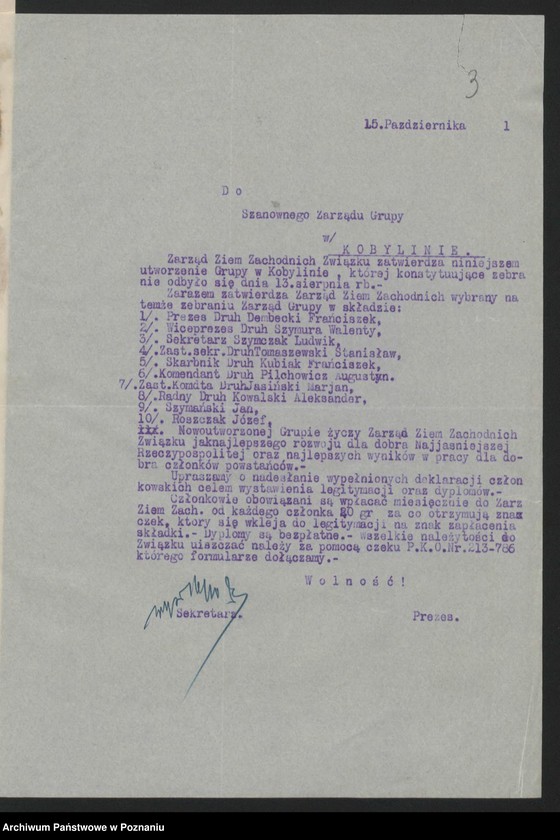 3
15.Pazdziernika 1
Do
Szanownego Zarządu Grupy
w/
KOBYLINIE.
Zarząd Ziem Zachodnich Związku zatwierdza niniejszem
utworzenie Grupy w Kobylinie , której konstytuujące zebra
nie odbyło się dnia 13.sierpnia rb.-
Zarazem zatwierdza Zarząd Ziem Zachodnich wybrany na
temże zebraniu Zarząd Grupy w składzie:
1/. Prezes Druh Dembecki Franciszek,
2/. Wiceprezes Druh Szymura Walenty,
3/. Sekretarz Szymczak Ludwik,
4/.Zast.sekr.DruhTomaszewski Stanisław,
5/. Skarbnik Druh Kubiak Franciszek,
6/.Komendant Druh Pilchowicz Augustyn.
7/.Zast.Komdta DruhJasiński Marjan,
8/.Radny Druh Kowalski Aleksander,
9/. Szymański Jan,
10/. Roszczak Józef,
Nowoutworzonej Grupie życzy Zarząd Ziem Zachodnich
Związku jaknajlepszego rozwoju dla dobra Najjaśniejszej
Rzeczypozpolitej oraz najlepszych wyników w pracy dla do-
bra członków powstańców.-
Upraszamy o nadesłanie wypełnionych deklaracji człon
kowskich celem wystawienia legitymacji oraz dyplomów.-
Członkowie obowiązani są wpłacać miesięcznie do Zarz
Ziem Zach. od każdego członka 20 gr za co otrzymują znaz
czek, który się wkleja do legitymacji na znak zapłacenia
składki.- Dyplomy są bezpłatne.- Wszelkie należytości do
Związku uiszczać należy za pomocą czeku P.K.O.Nr.213-786
którego formularze dołączamy.-
Wolność!
Sekretarz. Prezes.
Archiwum Państwowe w Poznaniu